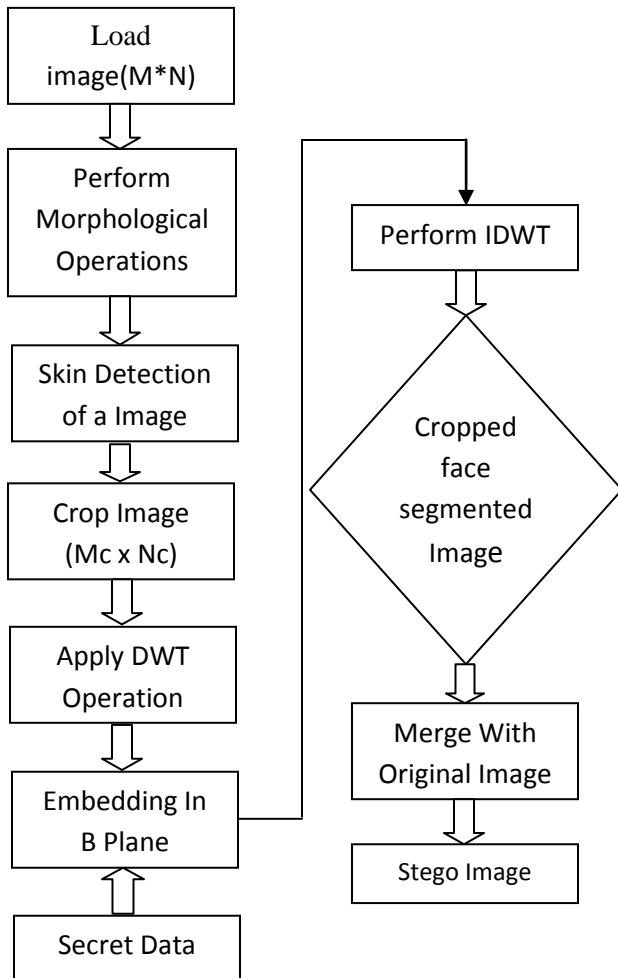 Load
image(M*N)
Perform
Morphological
Operations
Skin Detection
of a Image
Crop Image
(Mc x Nc)
Apply DWT
Operation
Embedding In
B Plane
Secret Data
Perform IDWT
Cropped
face
segmented
Image
Merge With
Original Image
Stego Image